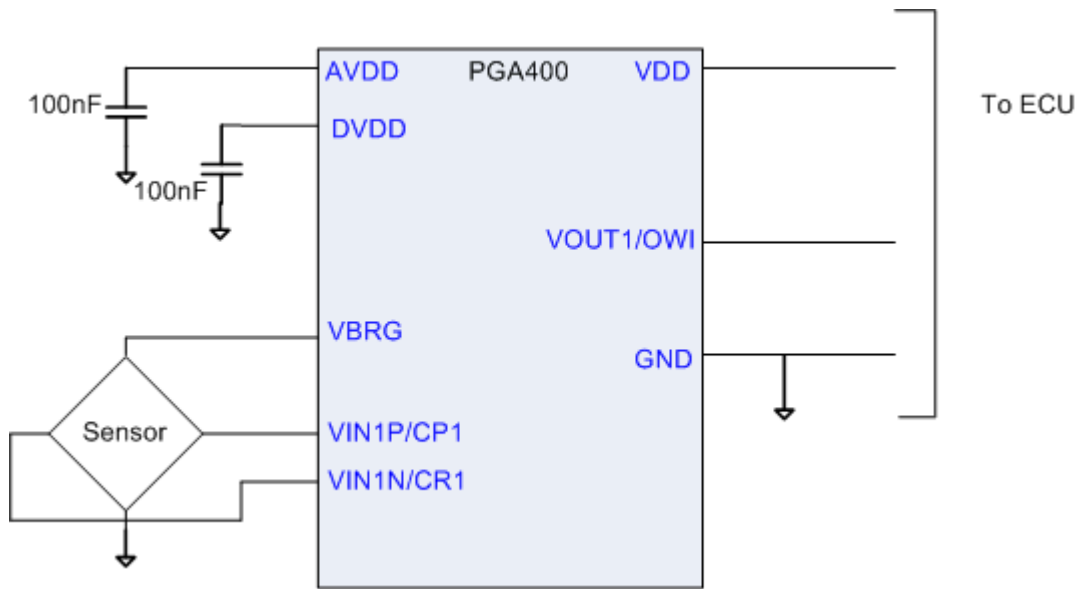 AVDD
PGA400
VDD
100nF
To ECU
DVDD
100nF
VOUT1/OWI
VBRG
GND
Sensor
VIN1P/CP1
VIN1N/CR1